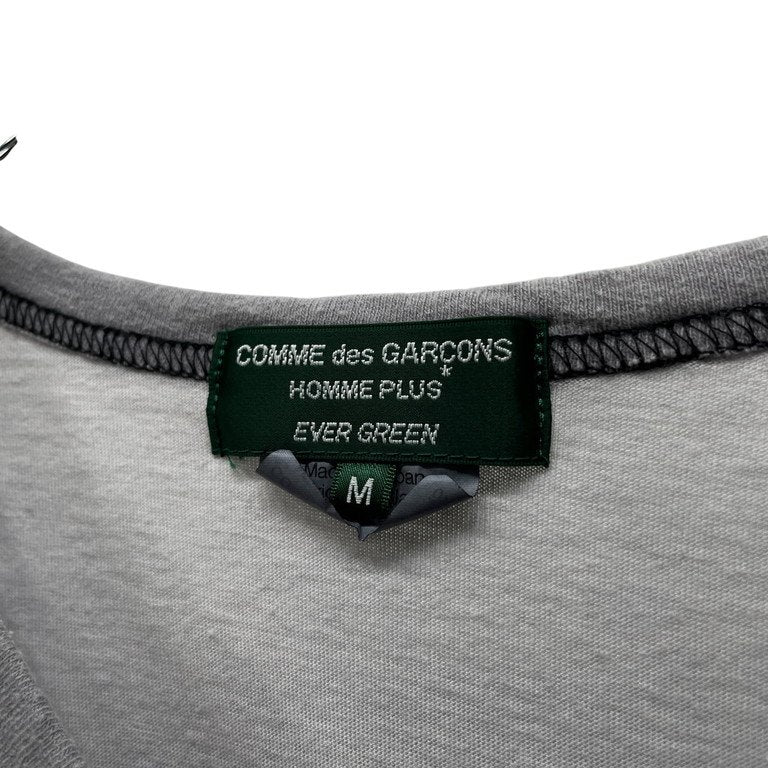 COMME des GARÇONS
HOMME PLUS*
EVER GREEN
M